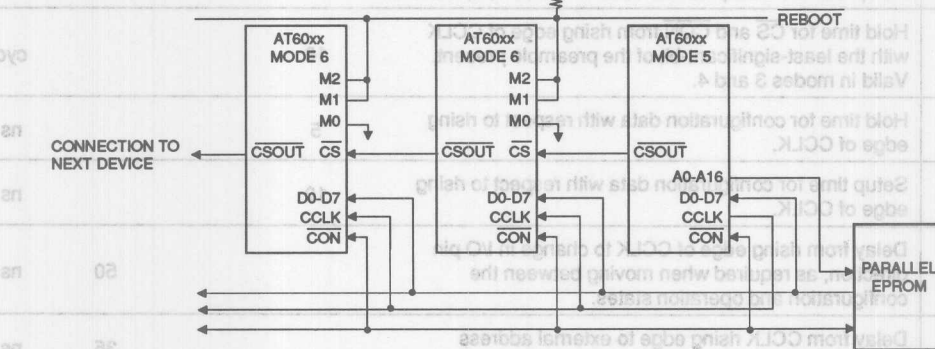 REBOOT
AT60xx
MODE 6
M2
M1
M0
CSOUT
CS
D0-D7
CCLK
CON
AT60xx
MODE 6
M2
M1
M0
CSOUT
CS
D0-D7
CCLK
CON
AT60xx
MODE 5
CSOUT
A0-A16
D0-D7
CCLK
CON
CONNECTION TO
NEXT DEVICE
PARALLEL
EPROM